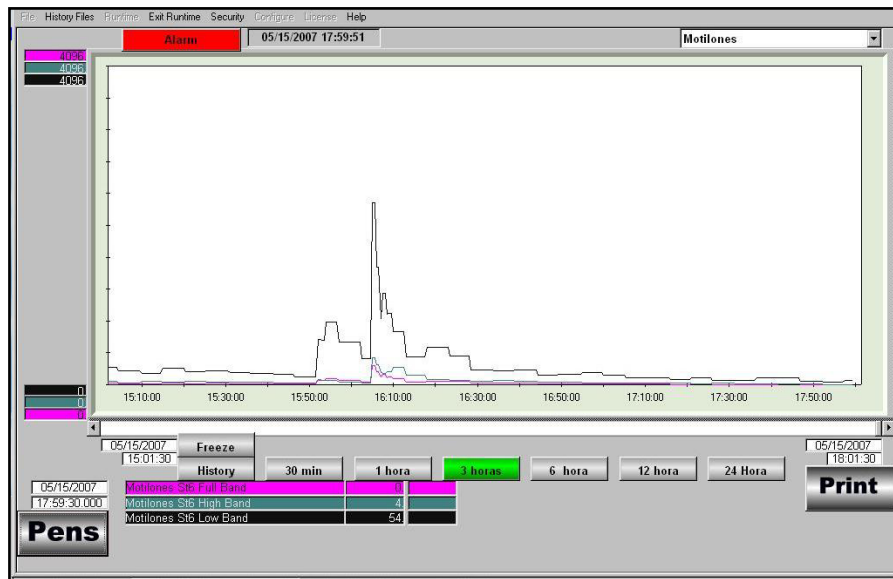 File History Files Runtime Exit Runtime Security Configure License Help
Alarm 05/15/2007 17:59:51 Motilones
4096
4096
4096
0
0
0
15:10:00 15:30:00 15:50:00 16:10:00 16:30:00 16:50:00 17:10:00 17:30:00 17:50:00
05/15/2007 Freeze 05/15/2007
15:01:30 18:01:30
History 30 min 1 hora 3 horas 6 hora 12 hora 24 Hora
05/15/2007 Motilones St6 Full Band 0 Print
17:59:30.000 Motilones St6 High Band 4
Pens Motilones St6 Low Band 54